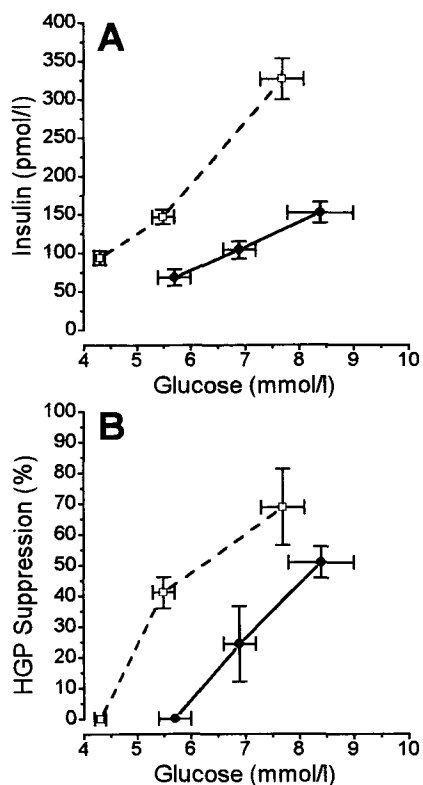 A
400
350
300
250
200
150
100
50
0
Insulin (pmol/l)
4 5 6 7 8 9 10
Glucose (mmol/l)
B
100
90
80
70
60
50
40
30
20
10
0
HGP Suppression (%)
4 5 6 7 8 9 10
Glucose (mmol/l)